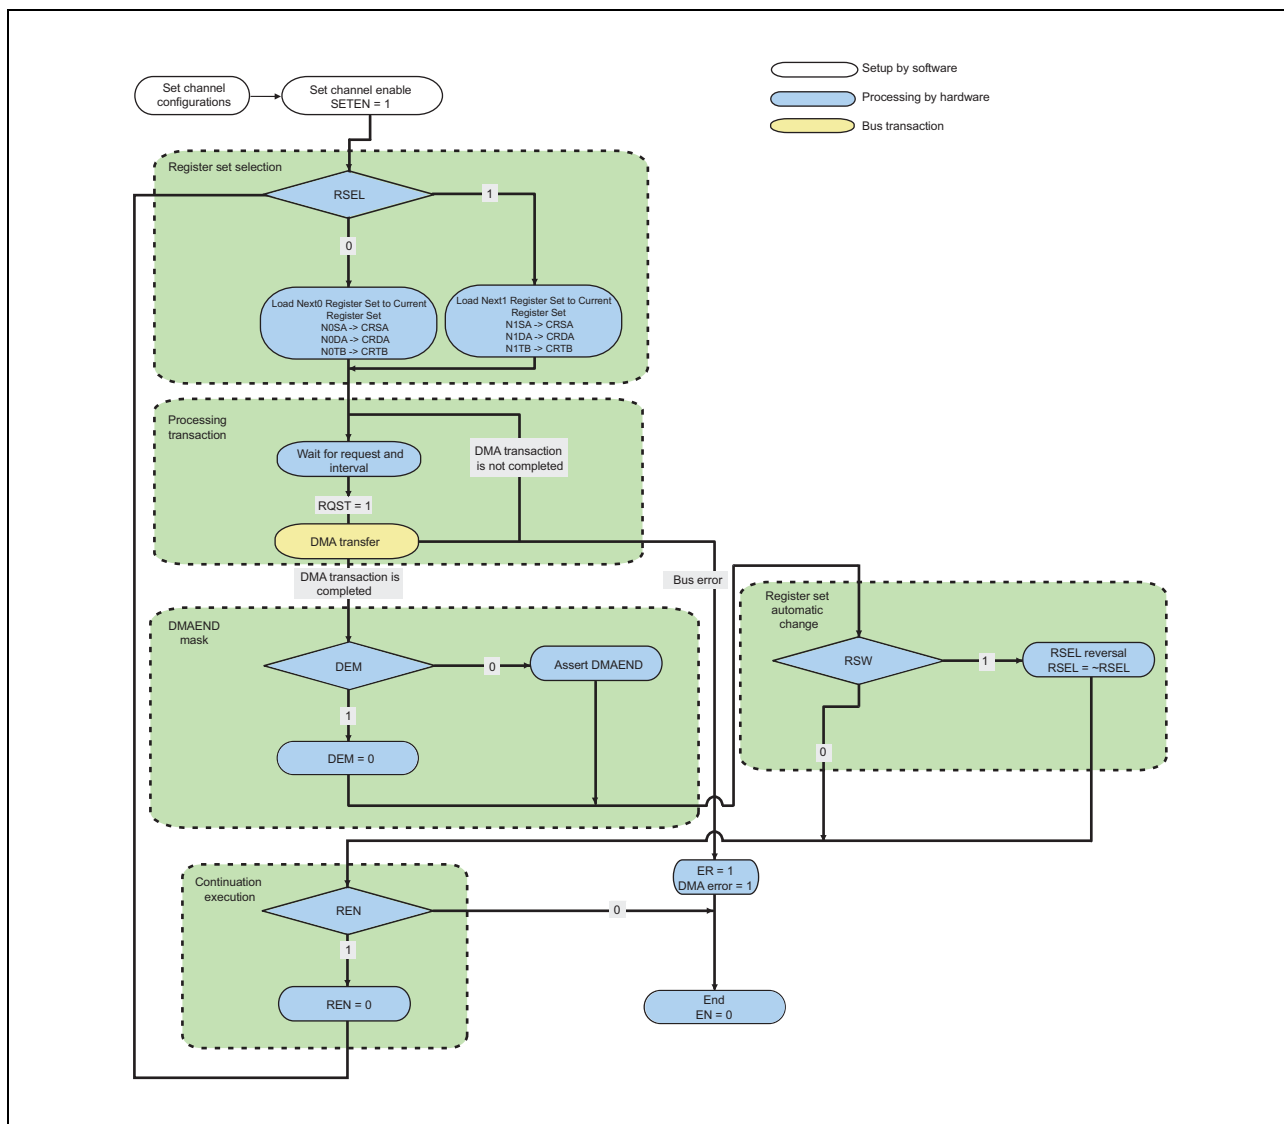 Set channel
configurations
Set channel enable
SETEN = 1
Setup by software
Processing by hardware
Bus transaction
Register set selection
RSEL
1
0
Load Next0 Register Set to Current
Register Set
N0SA -> CRSA
N0DA -> CRDA
N0TB -> CRTB
Load Next1 Register Set to Current
Register Set
N1SA -> CRSA
N1DA -> CRDA
N1TB -> CRTB
Processing
transaction
Wait for request and
interval
DMA transaction
is not completed
RQST = 1
DMA transfer
DMA transaction is
completed
Bus error
DMAEND
mask
DEM
0
Assert DMAEND
1
DEM = 0
Register set
automatic
change
RSW
1
RSEL reversal
RSEL = ~RSEL
0
ER = 1
DMA error = 1
Continuation
execution
REN
0
1
REN = 0
End
EN = 0